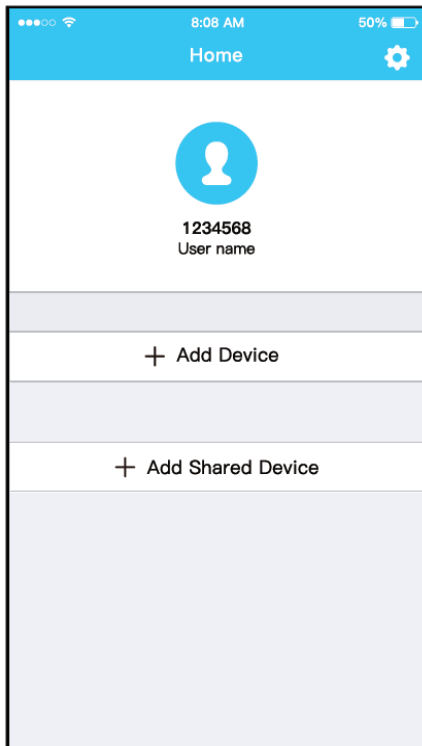 8:08 AM
50%
Home
1234568
User name
+ Add Device
+ Add Shared Device